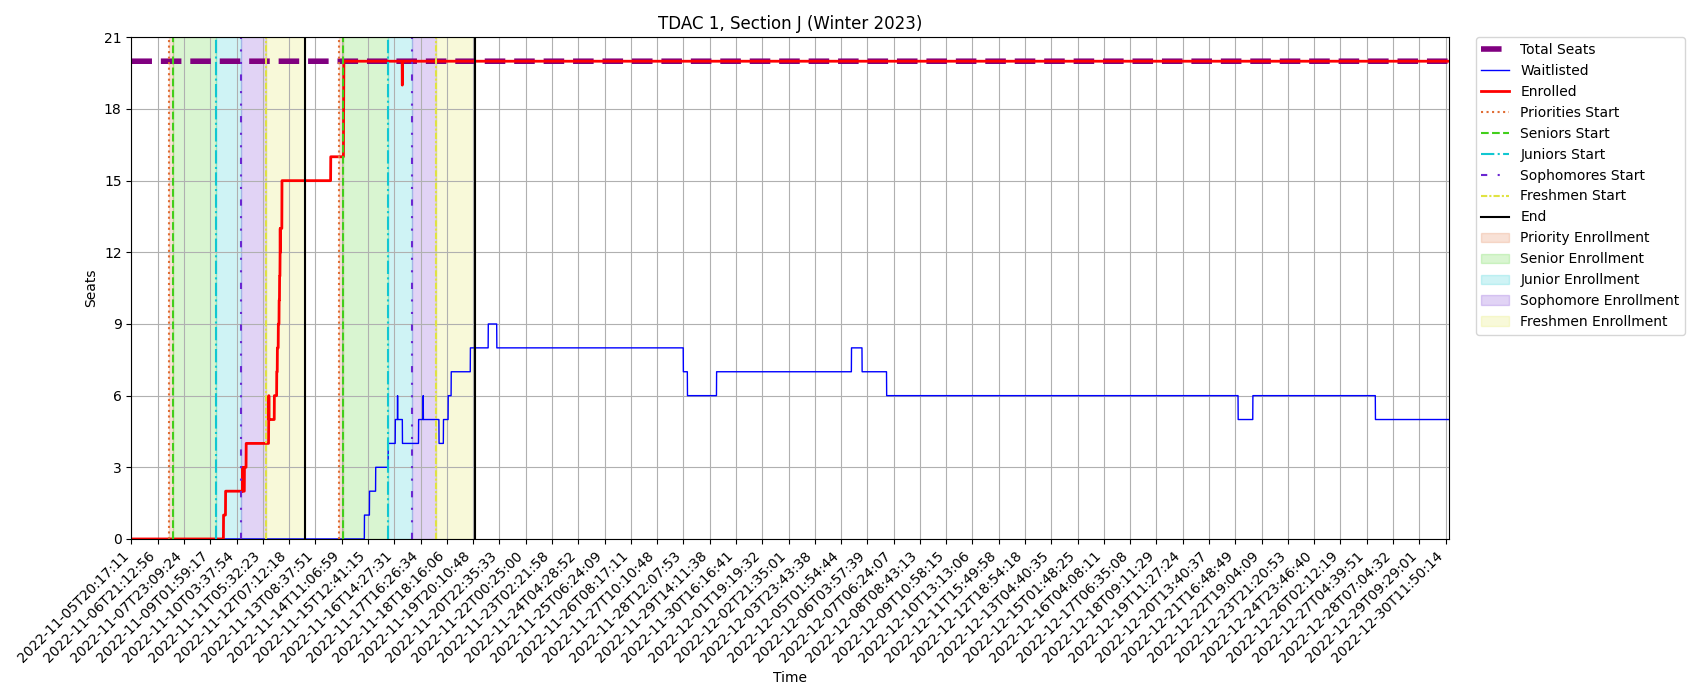 TDAC 1, Section J (Winter 2023)
21
18
15
12
9
6
3
0
Seats
2022-11-05T20:17:11
2022-11-06T21:12:56
2022-11-07T23:09:24
2022-11-09T01:59:17
2022-11-10T03:37:54
2022-11-11T05:32:23
2022-11-12T07:12:18
2022-11-13T08:37:51
2022-11-14T11:06:59
2022-11-15T12:41:15
2022-11-16T14:27:31
2022-11-17T16:26:34
2022-11-18T18:16:06
2022-11-19T20:10:48
2022-11-20T22:35:33
2022-11-22T00:25:00
2022-11-23T02:21:58
2022-11-24T04:28:52
2022-11-25T06:24:09
2022-11-26T08:17:11
2022-11-27T10:10:48
2022-11-28T12:07:53
2022-11-29T14:11:38
2022-11-30T16:16:41
2022-12-01T19:19:32
2022-12-02T21:35:01
2022-12-03T23:43:38
2022-12-05T01:54:44
2022-12-06T03:57:39
2022-12-07T06:24:07
2022-12-08T08:43:13
2022-12-09T10:58:15
2022-12-10T13:13:06
2022-12-11T15:49:58
2022-12-12T18:54:18
2022-12-13T04:40:35
2022-12-15T01:48:25
2022-12-16T04:08:11
2022-12-17T06:35:08
2022-12-18T09:11:29
2022-12-19T11:27:24
2022-12-20T13:40:37
2022-12-21T16:48:49
2022-12-22T19:04:09
2022-12-23T21:20:53
2022-12-24T23:46:40
2022-12-26T02:12:19
2022-12-27T04:39:51
2022-12-28T07:04:32
2022-12-29T09:29:01
2022-12-30T11:50:14
Time
Total Seats
Waitlisted
Enrolled
Priorities Start
Seniors Start
Juniors Start
Sophomores Start
Freshmen Start
End
Priority Enrollment
Senior Enrollment
Junior Enrollment
Sophomore Enrollment
Freshmen Enrollment